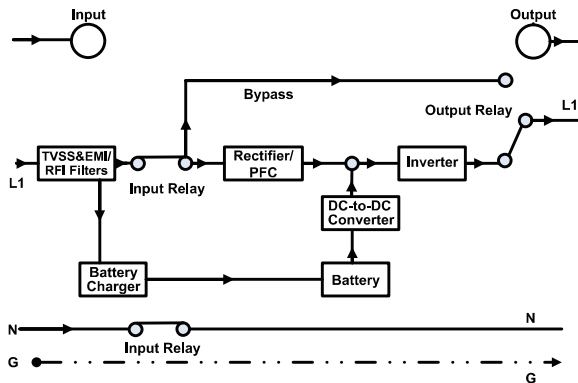 Input
Output
Bypass
L1
Output Relay
TVSS&EMI/
RFI Filters
Rectifier/
PFC
Inverter
L1
Input Relay
DC-to-DC
Converter
Battery
Charger
Battery
N
N
Input Relay
G
G